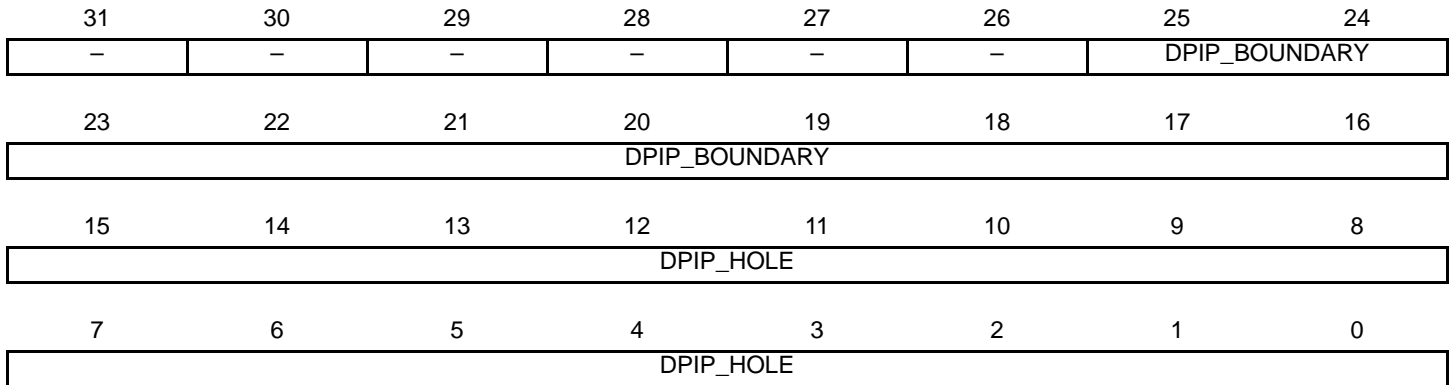 31 30 29 28 27 26 25 24
– – – – – – DPIP_BOUNDARY
23 22 21 20 19 18 17 16
DPIP_BOUNDARY
15 14 13 12 11 10 9 8
DPIP_HOLE
7 6 5 4 3 2 1 0
DPIP_HOLE